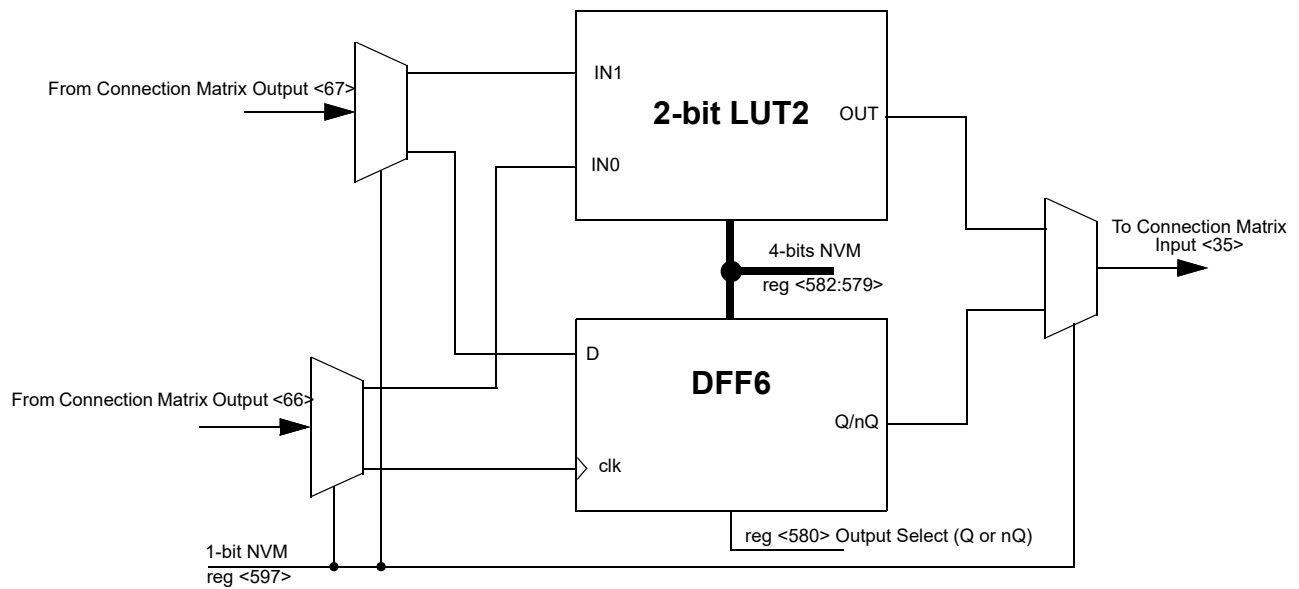 From Connection Matrix Output <67>
IN1
2-bit LUT2
OUT
IN0
To Connection Matrix
Input <35>
4-bits NVM
reg <582:579>
D
DFF6
From Connection Matrix Output <66>
Q/nQ
clk
reg <580> Output Select (Q or nQ)
1-bit NVM
reg <597>